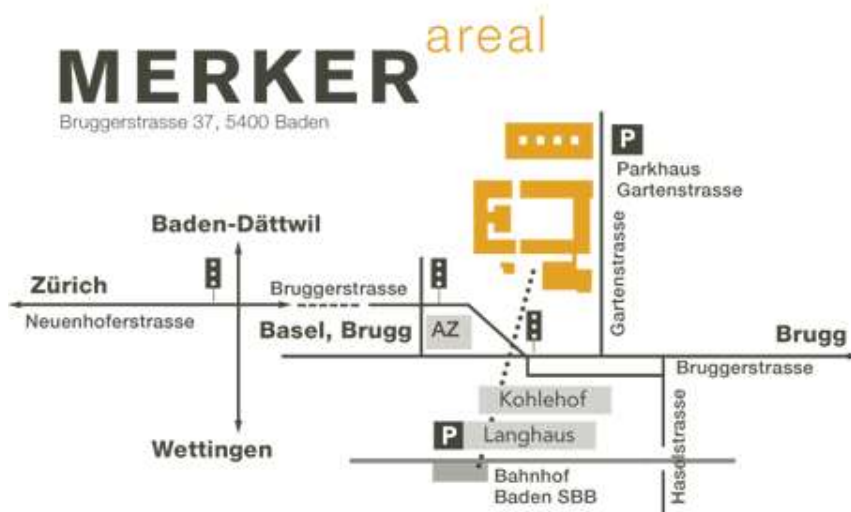 areal
MERKER
Bruggerstrasse 37, 5400 Baden
P
Parkhaus
Gartenstrasse
Gartenstrasse
Baden-Dättwil
Zürich
Neuenhoferstrasse
Bruggerstrasse
Basel, Brugg
AZ
Brugg
Bruggerstrasse
Kohlehof
P
Langhaus
Wettingen
Bahnhof
Baden SBB
Haselstrasse